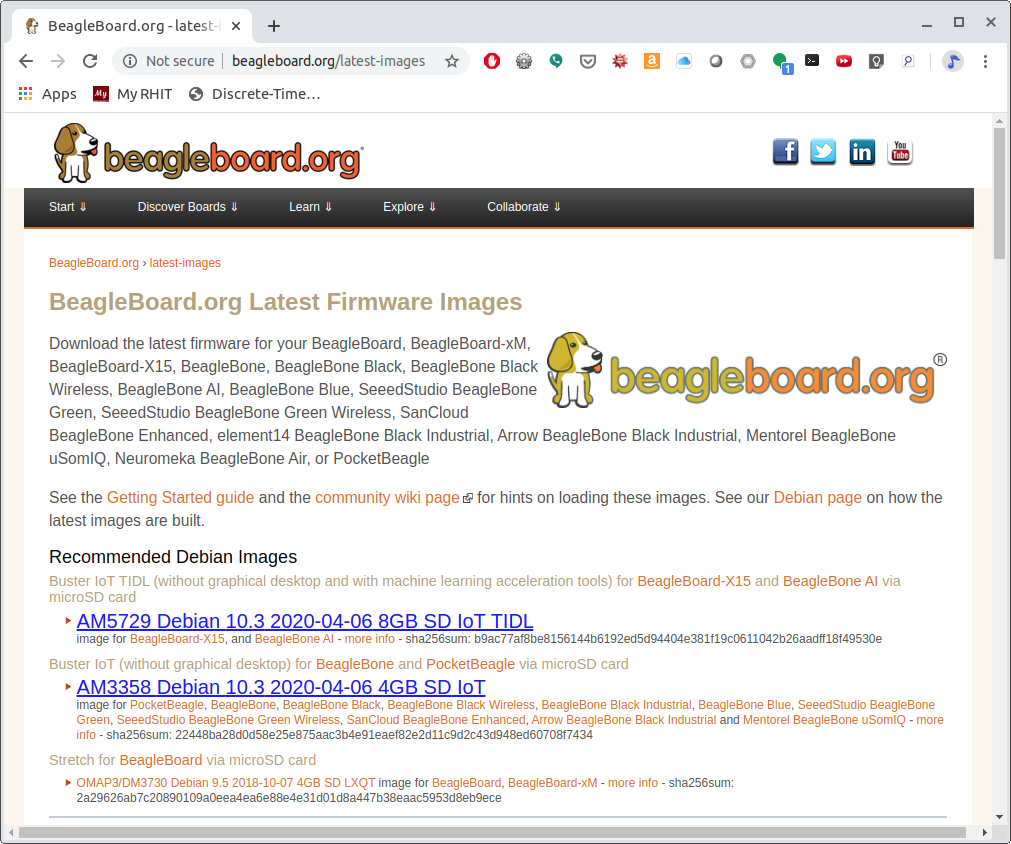 BeagleBoard.org - latest-i
Not secure | beagleboard.org/latest-images
1
Apps My My RHIT Discrete-Time…
beagleboard.org
f in You Tube
Start ⇓ Discover Boards ⇓ Learn ⇓ Explore ⇓ Collaborate ⇓
BeagleBoard.org › latest-images
BeagleBoard.org Latest Firmware Images
Download the latest firmware for your BeagleBoard, BeagleBoard-xM,
BeagleBoard-X15, BeagleBone, BeagleBone Black, BeagleBone Black
Wireless, BeagleBone AI, BeagleBone Blue, SeeedStudio BeagleBone
Green, SeeedStudio BeagleBone Green Wireless, SanCloud
BeagleBone Enhanced, element14 BeagleBone Black Industrial, Arrow BeagleBone Black Industrial, Mentorel BeagleBone
uSomIQ, Neuromeka BeagleBone Air, or PocketBeagle
beagleboard.org®
See the Getting Started guide and the community wiki page for hints on loading these images. See our Debian page on how the
latest images are built.
Recommended Debian Images
Buster IoT TIDL (without graphical desktop and with machine learning acceleration tools) for BeagleBoard-X15 and BeagleBone AI via
microSD card
AM5729 Debian 10.3 2020-04-06 8GB SD IoT TIDL
image for BeagleBoard-X15, and BeagleBone AI - more info - sha256sum: b9ac77af8be8156144b6192ed5d94404e381f19c0611042b26aadff18f49530e
Buster IoT (without graphical desktop) for BeagleBone and PocketBeagle via microSD card
AM3358 Debian 10.3 2020-04-06 4GB SD IoT
image for PocketBeagle, BeagleBone, BeagleBone Black, BeagleBone Black Wireless, BeagleBone Black Industrial, BeagleBone Blue, SeeedStudio BeagleBone
Green, SeeedStudio BeagleBone Green Wireless, SanCloud BeagleBone Enhanced, Arrow BeagleBone Black Industrial and Mentorel BeagleBone uSomIQ - more
info - sha256sum: 22448ba28d0d58e25e875aac3b4e91eaef82e2d11c9d2c43d948ed60708f7434
Stretch for BeagleBoard via microSD card
OMAP3/DM3730 Debian 9.5 2018-10-07 4GB SD LXQT image for BeagleBoard, BeagleBoard-xM - more info - sha256sum:
2a29626ab7c20890109a0eea4ea6e88e4e31d01d8a447b38eaac5953d8eb9ece